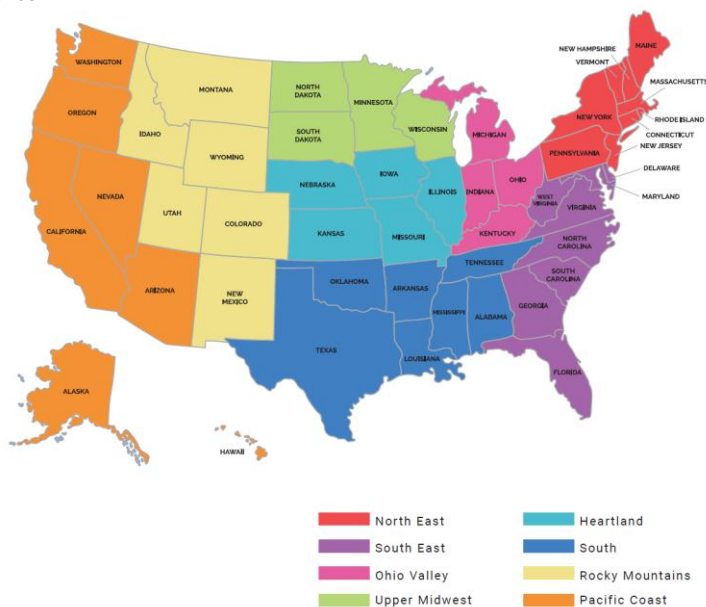 MAINE
NEW HAMPSHIRE
VERMONT
WASHINGTON
MASSACHUSETTS
MONTANA
NORTH
DAKOTA
MINNESOTA
OREGON
RHODE ISLAND
NEW YORK
IDAHO
WISCONSIN
CONNECTICUT
SOUTH
DAKOTA
MICHIGAN
NEW JERSEY
WYOMING
PENNSYLVANIA
DELAWARE
IOWA
NEBRASKA
OHIO
ILLINOIS
INDIANA
MARYLAND
NEVADA
WEST
VIRGINIA
UTAH
VIRGINIA
COLORADO
CALIFORNIA
KANSAS
MISSOURI
KENTUCKY
NORTH
CAROLINA
TENNESSEE
OKLAHOMA
SOUTH
CAROLINA
ARIZONA
ARKANSAS
NEW
MEXICO
GEORGIA
MISSISSIPPI
ALABAMA
TEXAS
LOUILIANA
FLORIDA
ALASKA
HAWAII
North East
Heartland
South East
South
Ohio Valley
Rocky Mountains
Upper Midwest
Pacific Coast